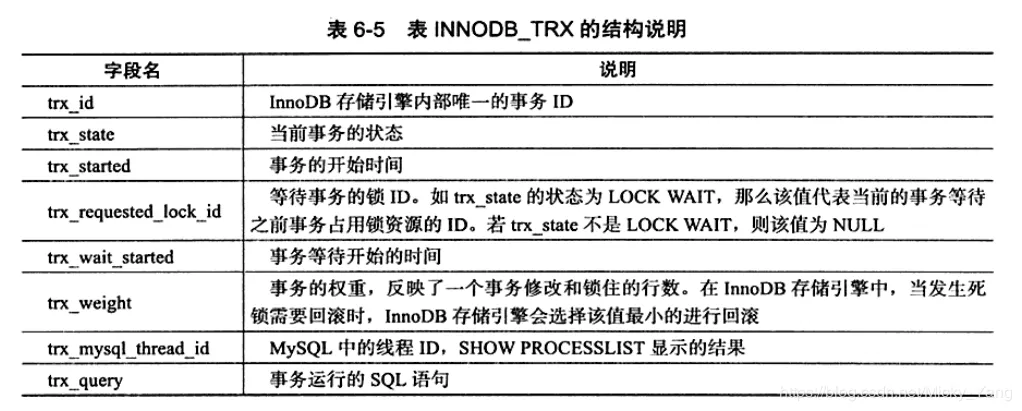 表 6-5 表 INNODB_TRX 的结构说明
字段名 说明
trx_id InnoDB 存储引擎内部唯一的事务 ID
trx_state 当前事务的状态
trx_started 事务的开始时间
trx_requested_lock_id 等待事务的锁 ID。如 trx_state 的状态为 LOCK WAIT，那么该值代表当前的事务等待
之前事务占用锁资源的 ID。若 trx_state 不是 LOCK WAIT，则该值为 NULL
trx_wait_started 事务等待开始的时间
trx_weight 事务的权重，反映了一个事务修改和锁住的行数。在 InnoDB 存储引擎中，当发生死
锁需要回滚时，InnoDB 存储引擎会选择该值最小的进行回滚
trx_mysql_thread_id MySQL 中的线程 ID，SHOW PROCESSLIST 显示的结果
trx_query 事务运行的 SQL 语句